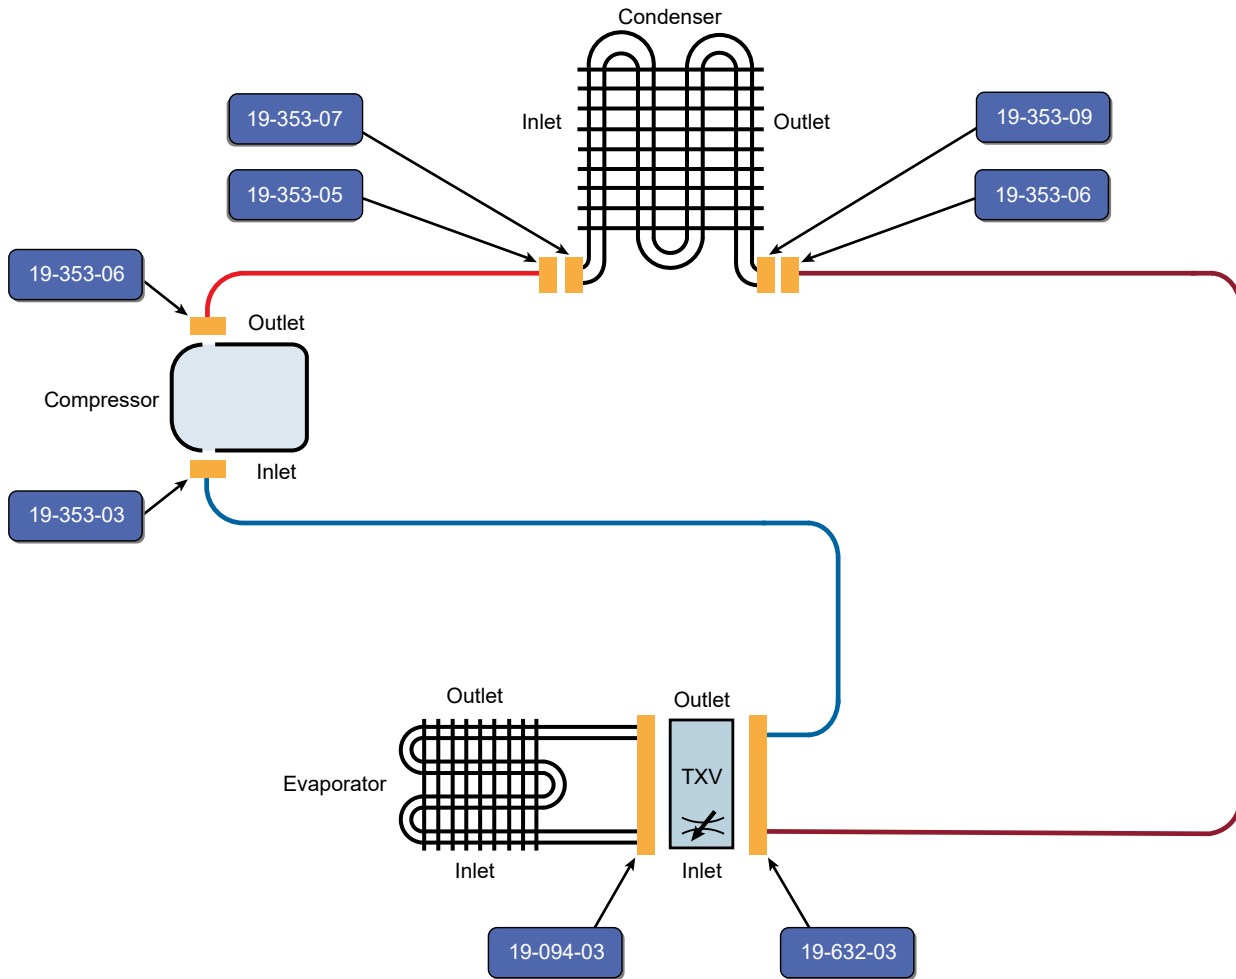 Condenser
19-353-07
Inlet
Outlet
19-353-09
19-353-05
19-353-06
19-353-06
Outlet
Compressor
Inlet
19-353-03
Outlet
Outlet
TXV
Evaporator
Inlet
Inlet
19-094-03
19-632-03